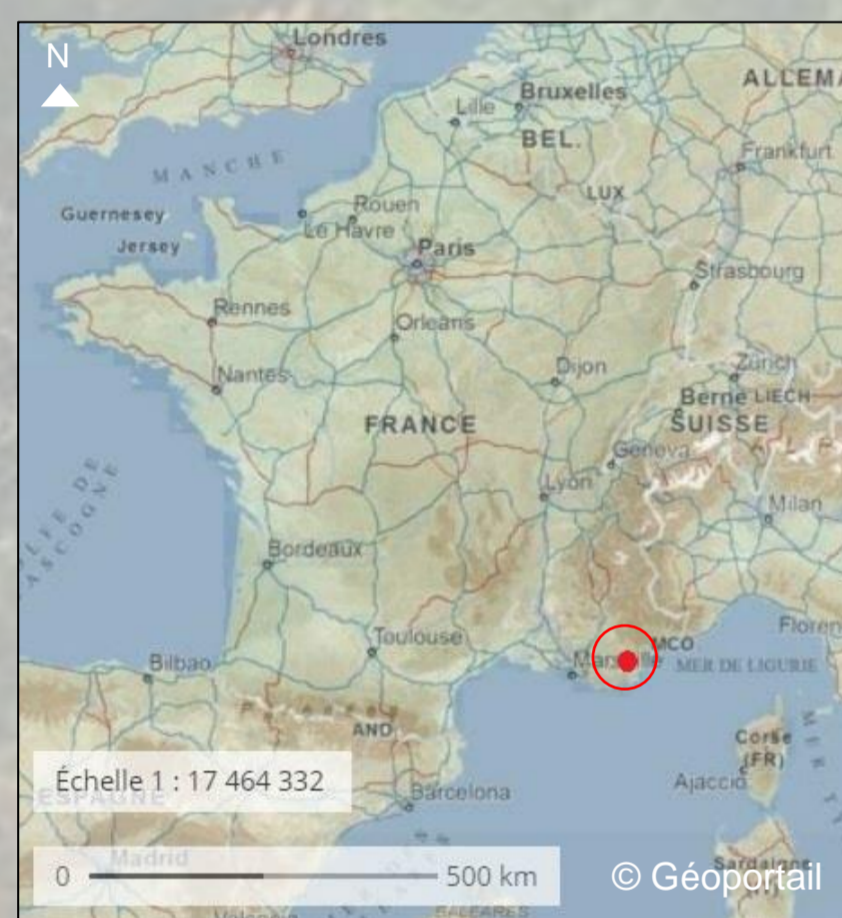 Londres
N
Bruxelles
ALLEMA
Lille
BEL.
Frankfurt
MANCHE
LUX
Guernesey
Rouen
Le Havre
Jersey
Paris
Strasbourg
Rennes
Orleans
Nantes
Dijon
Zürich
Berne LIECH
FRANCE
SUISSE
Geneva
Lyon
Milan
GASCOGNE
Bordeaux
Floren
Toulouse
MCO
Bilbao
MER DE LIGURIE
AND
Corse
(FR)
Échelle 1 : 17 464 332
Ajaccio
ESPAGNE
Barcelona
Madrid
0
500 km
© Géoportail
Sardaigne
BALEARES